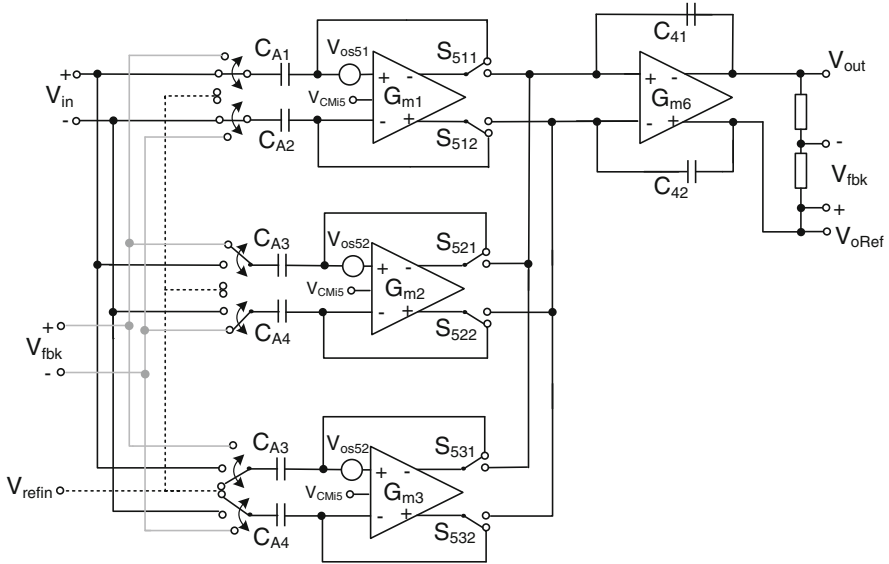 C41
CA1
Vos51
S511
Vout
+
Vin
-
VCMi5
+
-
Gm1
-
+
+
-
Gm6
-
+
CA2
S512
-
Vfbk
+
VoRef
C42
CA3
Vos52
S521
+
-
Gm2
VCMi5
-
+
CA4
S522
+
Vfbk
-
CA3
Vos52
S531
+
-
Gm3
Vrefin
VCMi5
-
+
CA4
S532